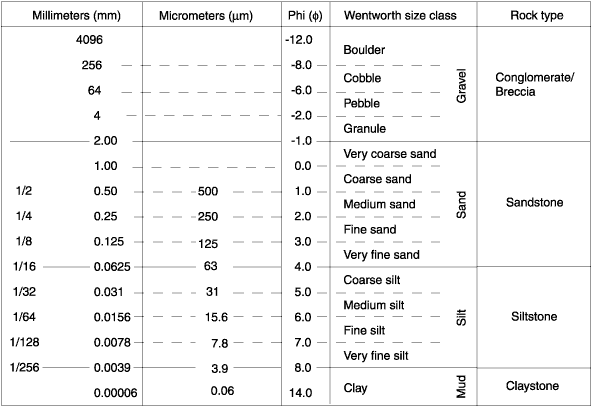 Millimeters (mm) Micrometers (μm) Phi (ϕ) Wentworth size class Rock type
4096 -12.0
Boulder
256 -8.0
Cobble
64 -6.0
Pebble
4 -2.0
Granule
2.00 -1.0
Gravel
Conglomerate/
Breccia
Very coarse sand
1.00 0.0
Coarse sand
1/2 0.50 500 1.0
Medium sand
1/4 0.25 250 2.0
Fine sand
1/8 0.125 125 3.0
Very fine sand
1/16 0.0625 63 4.0
Sand
Sandstone
Coarse silt
1/32 0.031 31 5.0
Medium silt
1/64 0.0156 15.6 6.0
Fine silt
1/128 0.0078 7.8 7.0
Very fine silt
1/256 0.0039 3.9 8.0
Silt
Siltstone
0.00006 0.06 14.0 Clay Mud Claystone